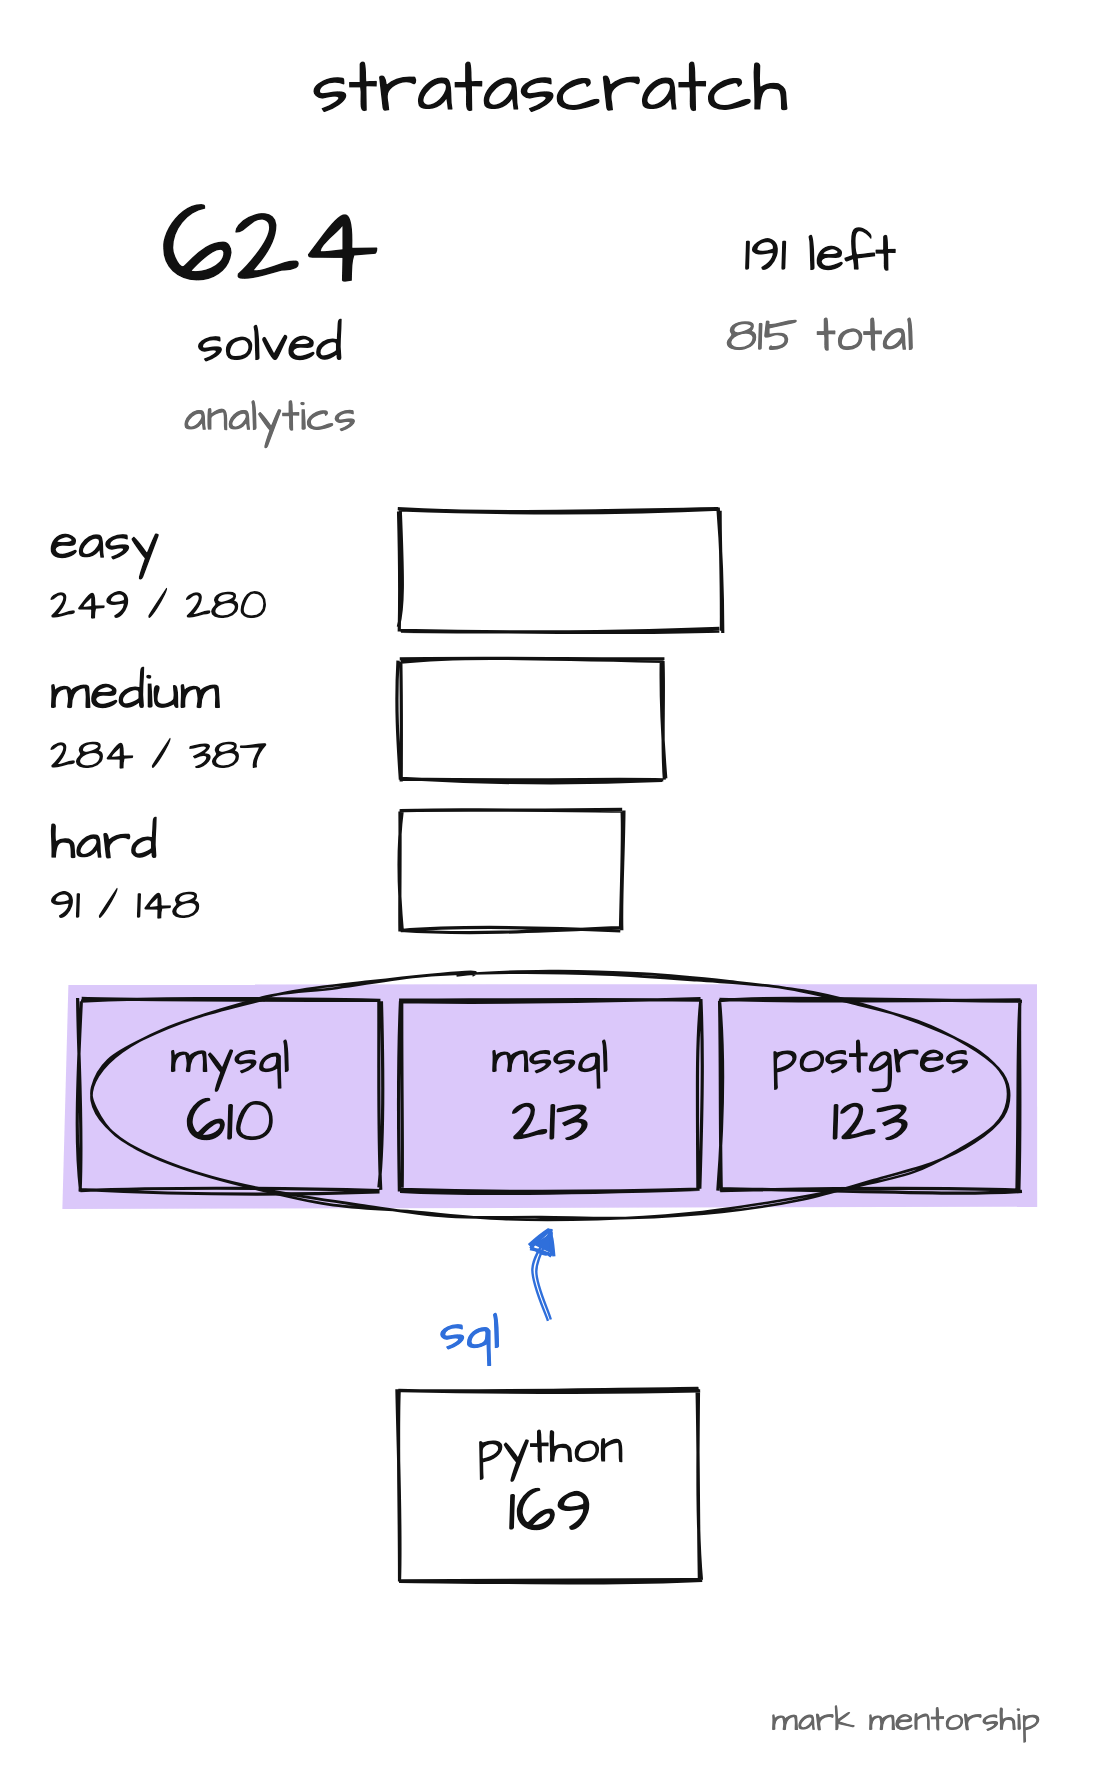 stratascratch
624
solved
analytics
191 left
815 total
easy
249 / 280
medium
284 / 387
hard
91 / 148
mysql
610
mssql
213
postgres
123
sql
python
169
mark mentorship